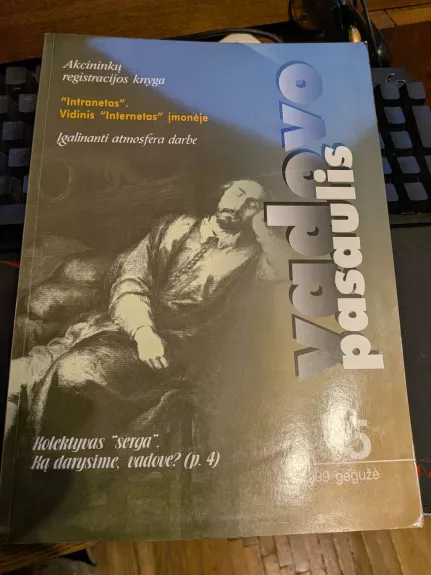 Akcininkų
registracijos knyga
"Intranetas".
Vidinis "Internetas" įmonėje
Įgalinanti atmosfera darbe
vadovo
pasaulis
Kolektyvas "serga".
Ką darysime, vadove? (p. 4)
5
99 gegužė